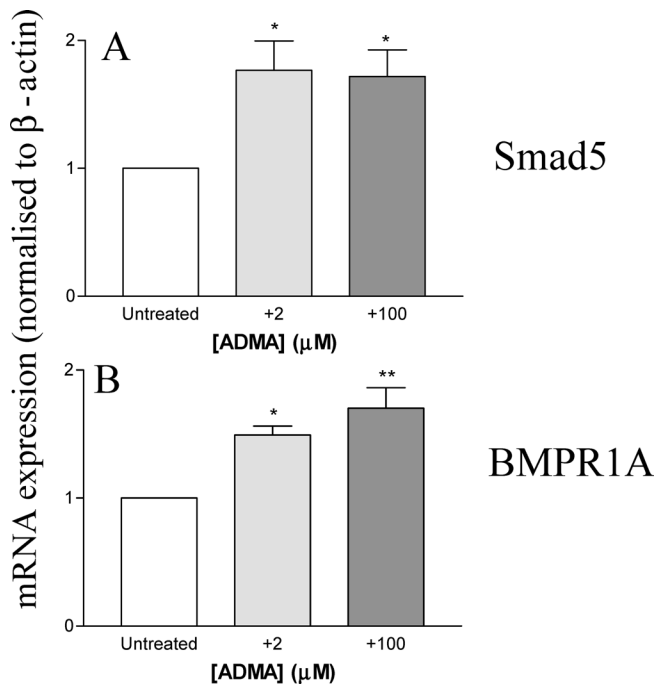 mRNA expression (normalised to β - actin)
A
2
1
0
*
*
Untreated
+2
+100
[ADMA] (µM)
Smad5
B
2
1
0
*
**
Untreated
+2
+100
[ADMA] (µM)
BMPR1A